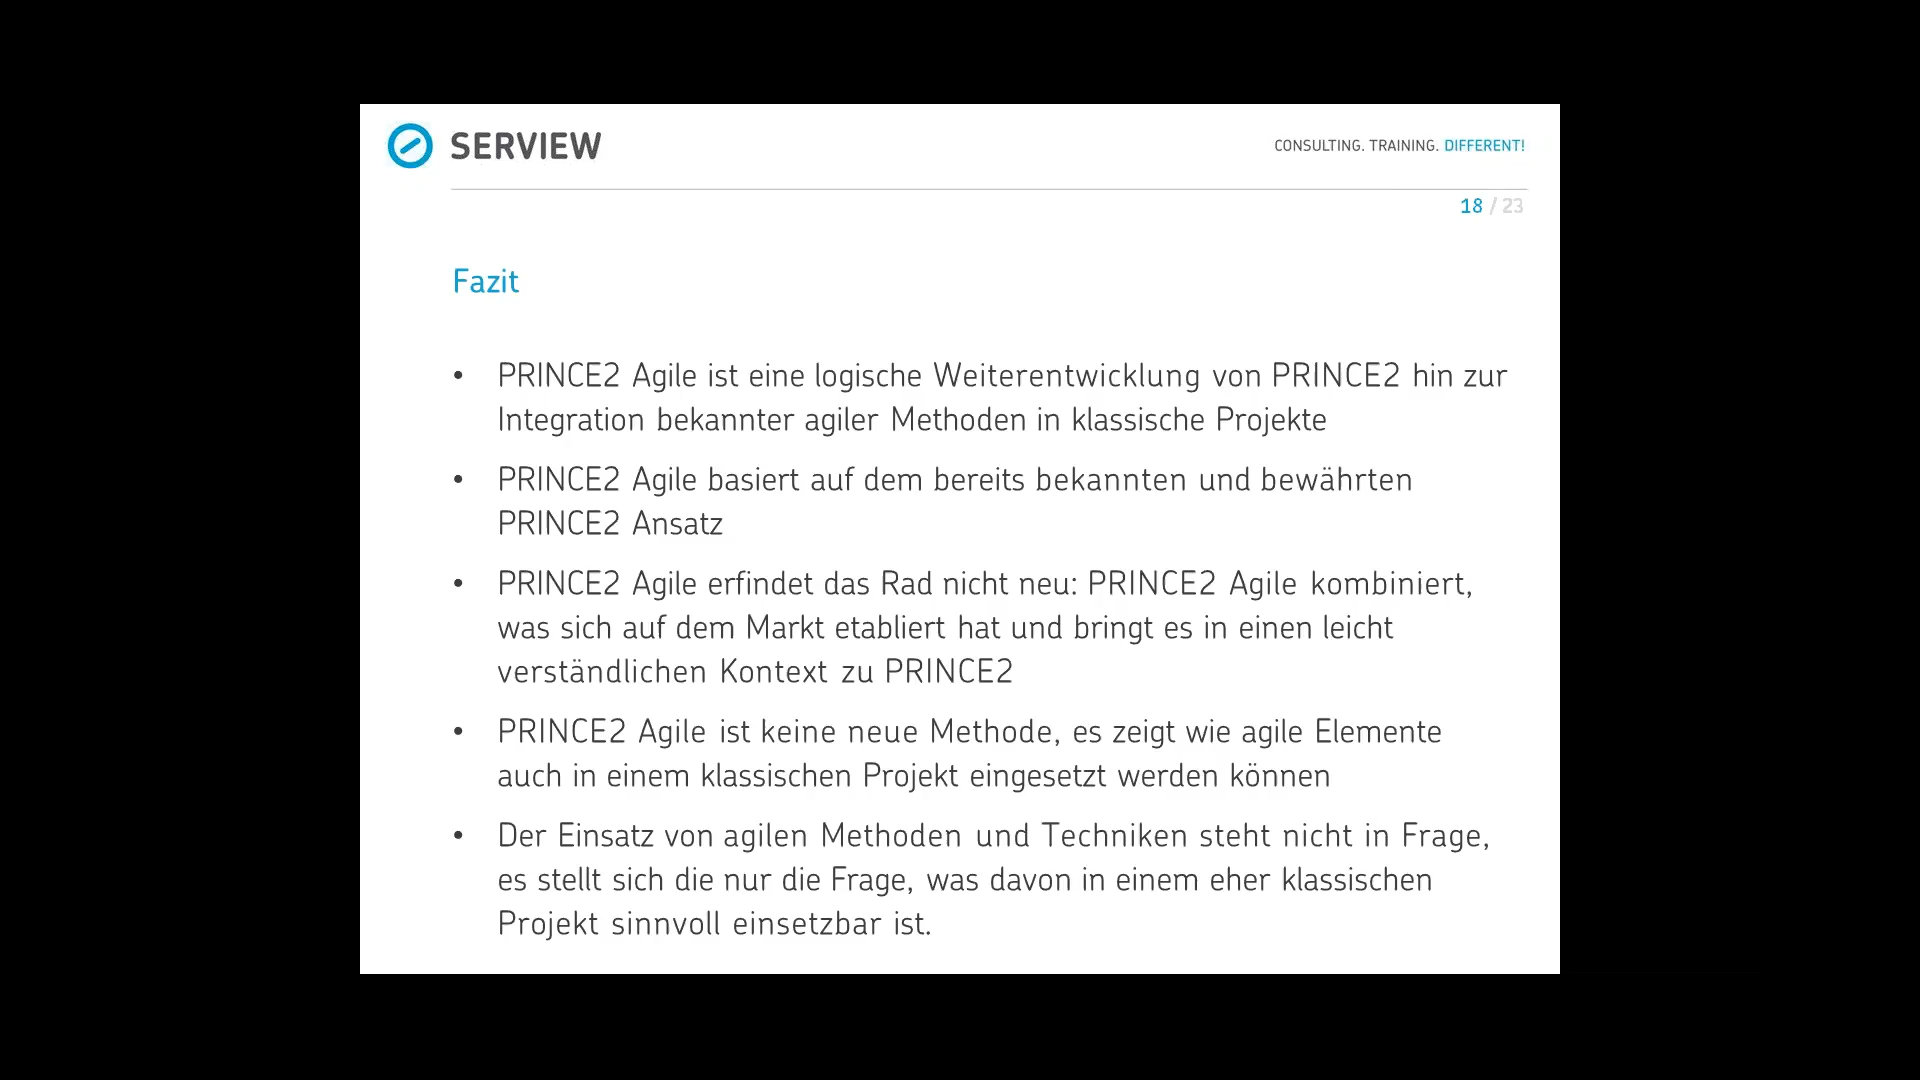 SERVIEW
CONSULTING. TRAINING. DIFFERENT!
18 / 23
Fazit
• PRINCE2 Agile ist eine logische Weiterentwicklung von PRINCE2 hin zur
Integration bekannter agiler Methoden in klassische Projekte
• PRINCE2 Agile basiert auf dem bereits bekannten und bewährten
PRINCE2 Ansatz
• PRINCE2 Agile erfindet das Rad nicht neu: PRINCE2 Agile kombiniert,
was sich auf dem Markt etabliert hat und bringt es in einen leicht
verständlichen Kontext zu PRINCE2
• PRINCE2 Agile ist keine neue Methode, es zeigt wie agile Elemente
auch in einem klassischen Projekt eingesetzt werden können
• Der Einsatz von agilen Methoden und Techniken steht nicht in Frage,
es stellt sich die nur die Frage, was davon in einem eher klassischen
Projekt sinnvoll einsetzbar ist.